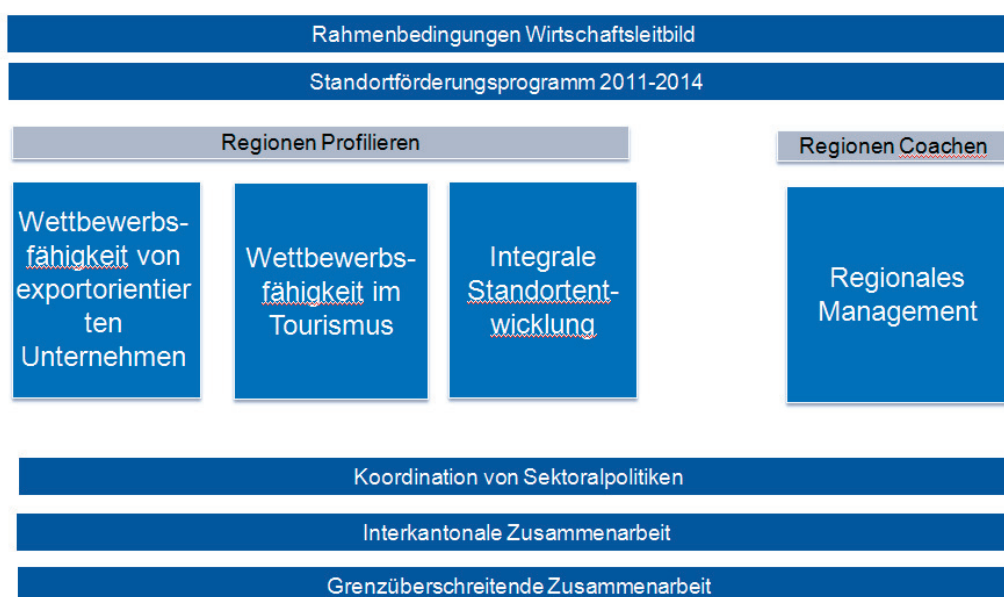 Rahmenbedingungen Wirtschaftsleitbild
Standortförderungsprogramm 2011-2014
Regionen Profilieren
Regionen Coachen
Wettbewerbs-
fähigkeit von
exportorientier
ten
Unternehmen
Wettbewerbs-
fähigkeit im
Tourismus
Integrale
Standortent-
wicklung
Regionales
Management
Koordination von Sektoralpolitiken
Interkantonale Zusammenarbeit
Grenzüberschreitende Zusammenarbeit